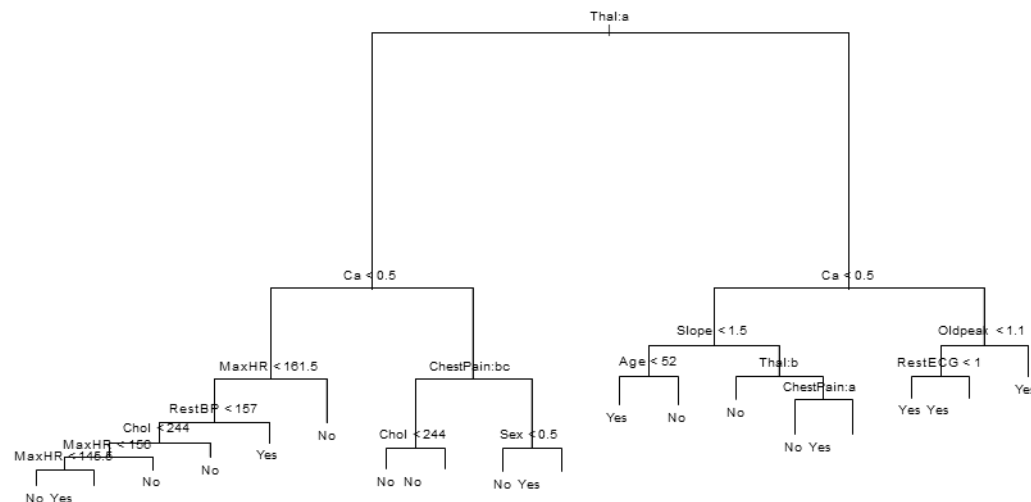 Thal:a
Ca < 0.5
Ca < 0.5
Slope < 1.5
Oldpeak < 1.1
MaxHR < 161.5
ChestPain:bc
Age < 52
Thal:b
RestECG < 1
ChestPain:a
Yes
RestBP < 157
Yes
No
No
Yes Yes
Chol < 244
No
Chol < 244
Sex < 0.5
No Yes
MaxHR < 156
Yes
MaxHR < 145.5
No
No
No No
No Yes
No Yes